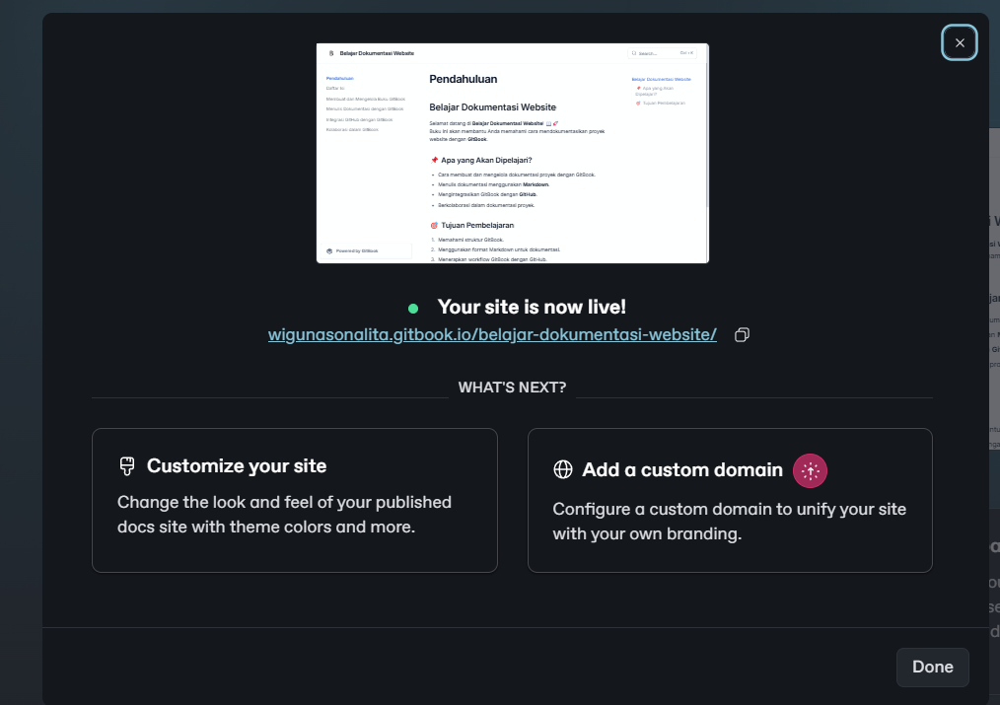 Belajar Dokumentasi Website
Search...
Ctrl + K
Pendahuluan
Daftar Isi
Membuat dan Mengelola Buku GitBook
Menulis Dokumentasi dengan GitBook
Integrasi GitHub dengan GitBook
Kolaborasi dalam GitBook
Powered by GitBook
Pendahuluan
Belajar Dokumentasi Website
Selamat datang di Belajar Dokumentasi Website! 📖 🚀
Buku ini akan membantu Anda memahami cara mendokumentasikan proyek
website dengan GitBook.
📌 Apa yang Akan Dipelajari?
• Cara membuat dan mengelola dokumentasi proyek dengan GitBook.
• Menulis dokumentasi menggunakan Markdown.
• Mengintegrasikan GitBook dengan GitHub.
• Berkolaborasi dalam dokumentasi proyek.
🎯 Tujuan Pembelajaran
1. Memahami struktur GitBook.
2. Menggunakan format Markdown untuk dokumentasi.
3. Menerapkan workflow GitBook dengan GitHub.
Belajar Dokumentasi Website
📌 Apa yang Akan
Dipelajari?
🎯 Tujuan Pembelajaran
Your site is now live!
wigunasonalita.gitbook.io/belajar-dokumentasi-website/
WHAT'S NEXT?
Customize your site
Change the look and feel of your published
docs site with theme colors and more.
Add a custom domain
Configure a custom domain to unify your site
with your own branding.
Done